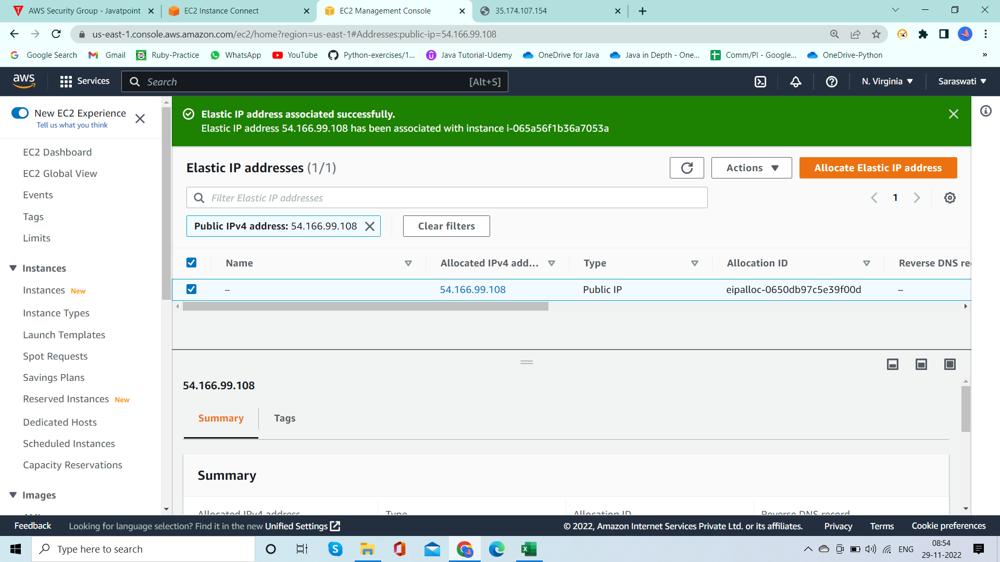 AWS Security Group - Javatpoint
EC2 Instance Connect
EC2 Management Console
35.174.107.154
us-east-1.console.aws.amazon.com/ec2/home?region=us-east-1#Addresses:public-ip=54.166.99.108
Google Search
Gmail
Ruby-Practice
WhatsApp
YouTube
Python-exercises/1...
Java Tutorial-Udemy
OneDrive for Java
Java in Depth - One...
Comm/PI - Google...
OneDrive-Python
»
aws
Services
Search
[Alt+S]
N. Virginia
Saraswati
New EC2 Experience
Tell us what you think
EC2 Dashboard
EC2 Global View
Events
Tags
Limits
Instances
Instances New
Instance Types
Launch Templates
Spot Requests
Savings Plans
Reserved Instances New
Dedicated Hosts
Scheduled Instances
Capacity Reservations
Images
Elastic IP address associated successfully.
Elastic IP address 54.166.99.108 has been associated with instance i-065a56f1b36a7053a
Elastic IP addresses (1/1)
Actions
Allocate Elastic IP address
Filter Elastic IP addresses
1
Public IPv4 address: 54.166.99.108
Clear filters
Name
Allocated IPv4 add...
Type
Allocation ID
Reverse DNS re
–
54.166.99.108
Public IP
eipalloc-0650db97c5e39f00d
–
54.166.99.108
Summary
Tags
Summary
Allocated IPv4 address
Type
Allocation ID
Reverse DNS record
Feedback
Looking for language selection? Find it in the new Unified Settings
© 2022, Amazon Internet Services Private Ltd. or its affiliates.
Privacy
Terms
Cookie preferences
Type here to search
ENG
08:54
29-11-2022